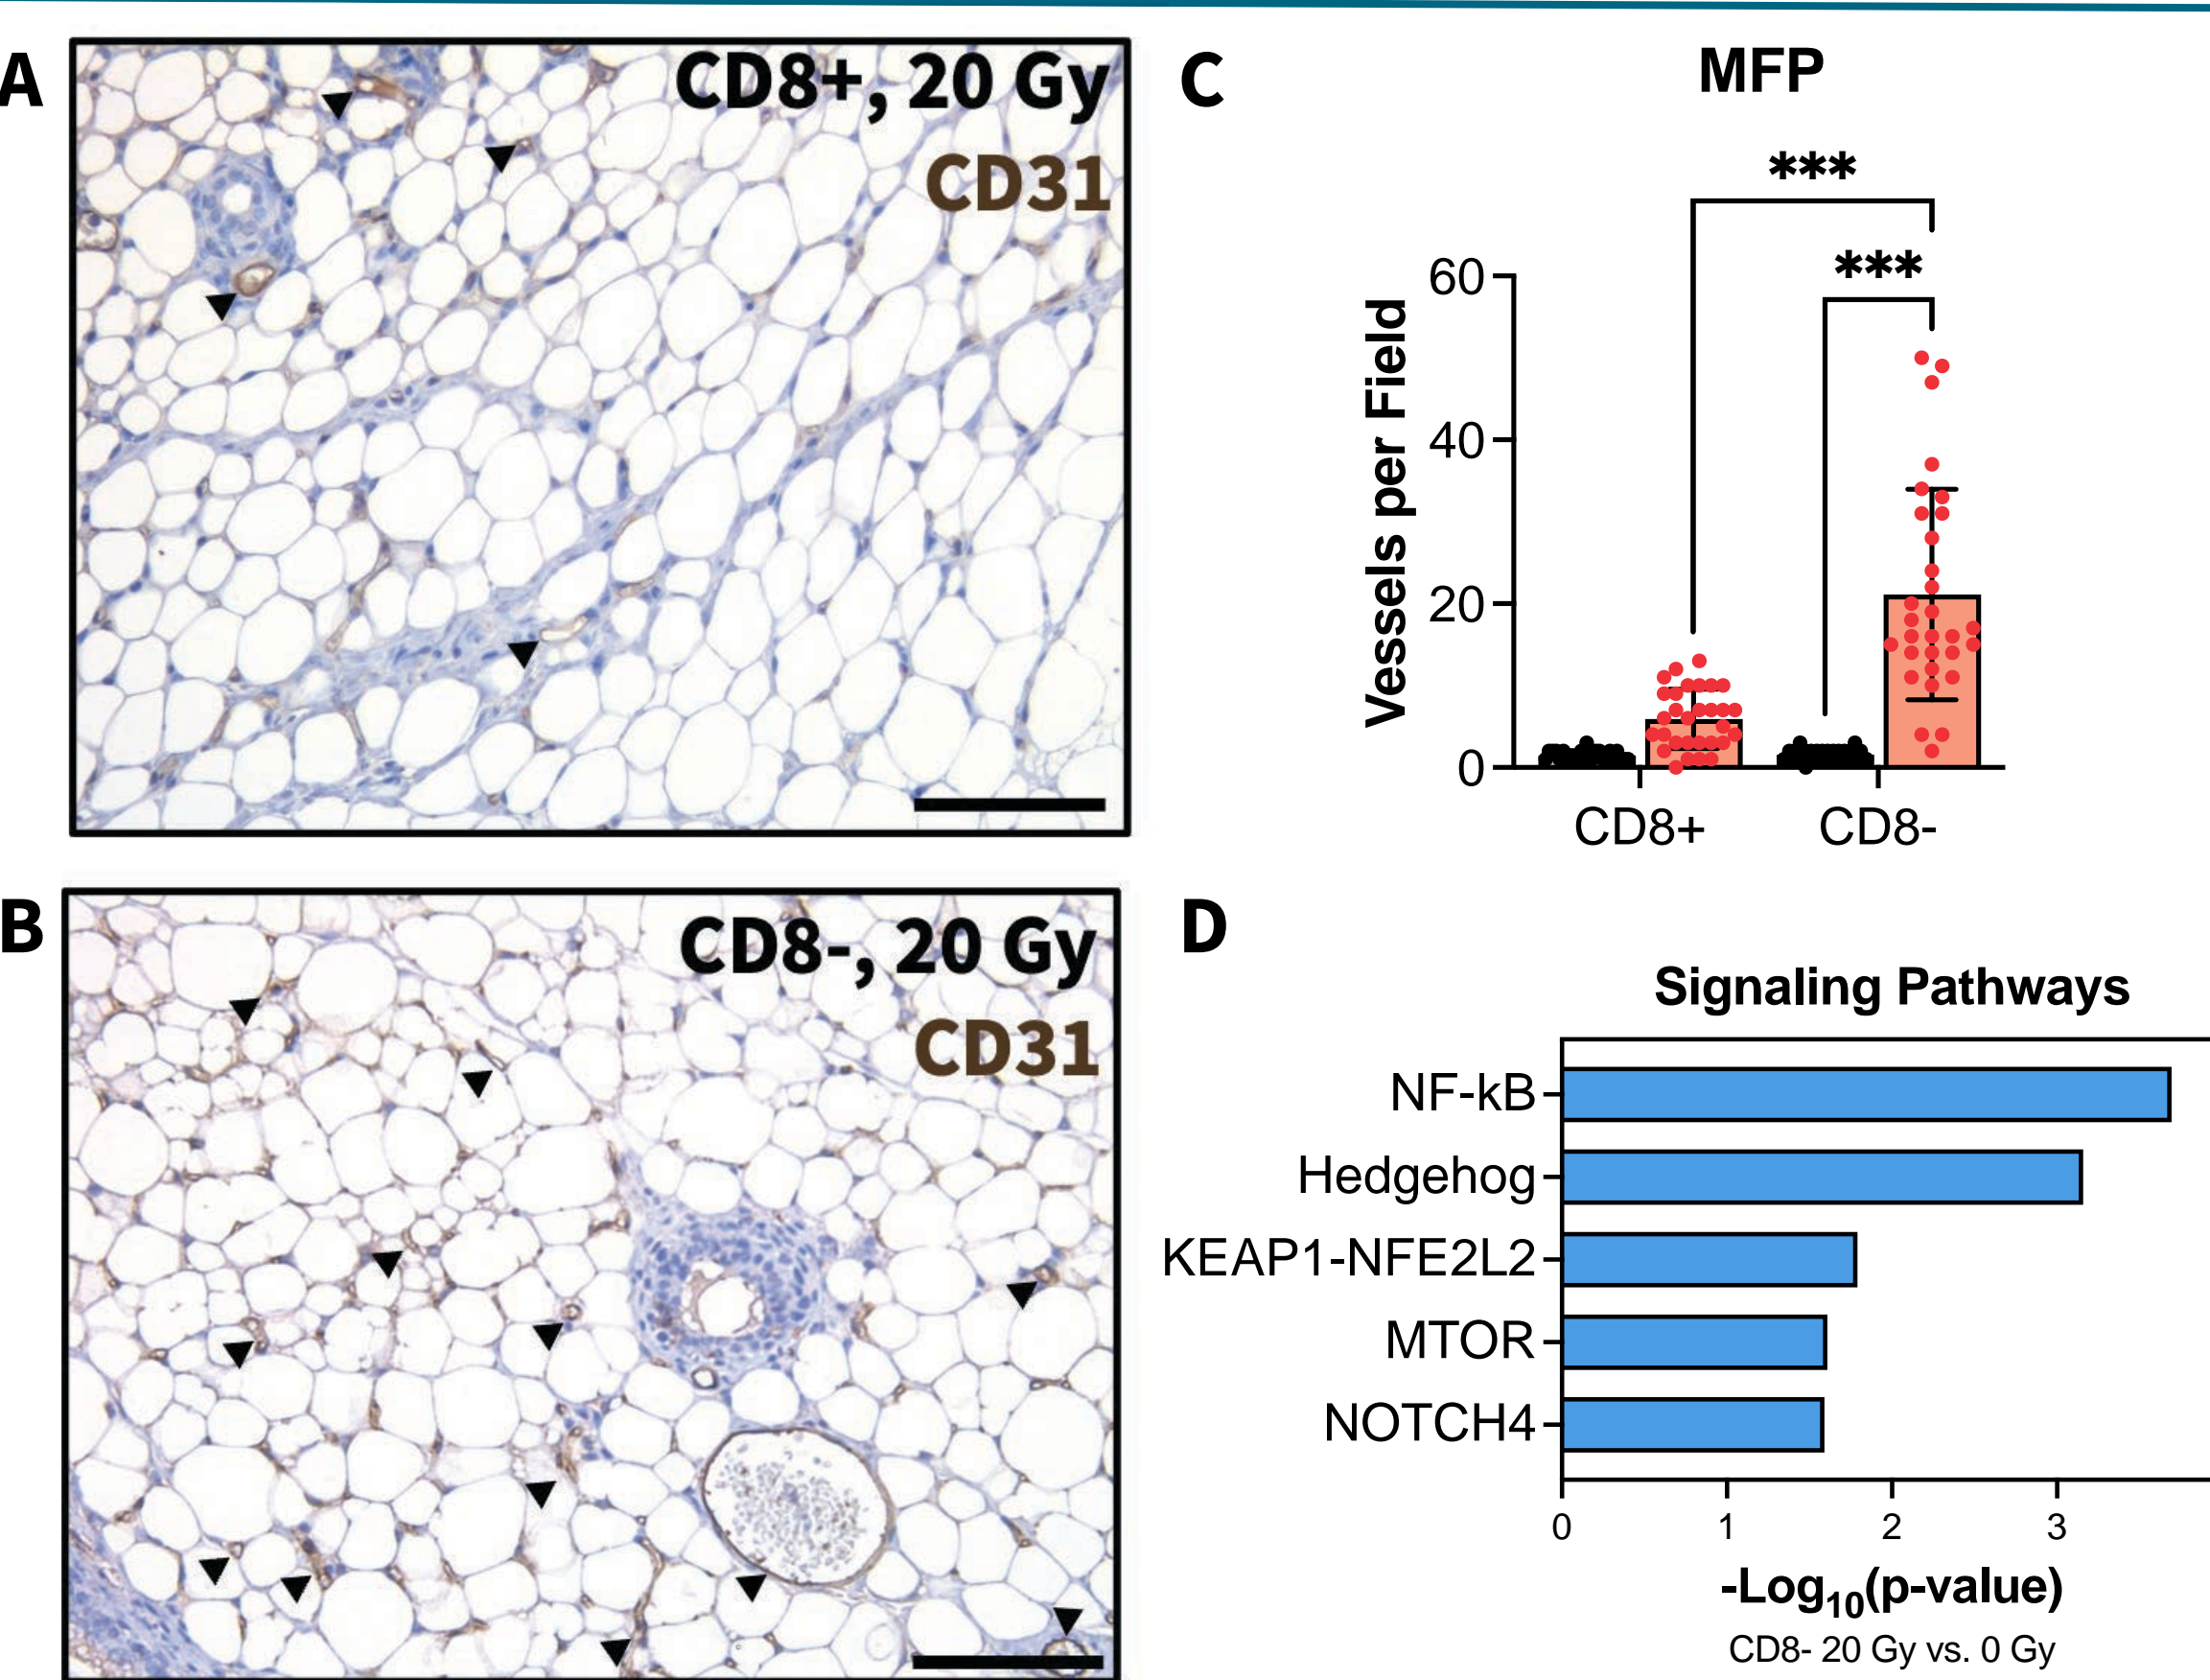 A
CD8+, 20 Gy
CD31
B
CD8-, 20 Gy
CD31
C
MFP
***
***
Vessels per Field
60
40
20
0
CD8+
CD8-
D
Signaling Pathways
NF-kB
Hedgehog
KEAP1-NFE2L2
MTOR
NOTCH4
0 1 2 3
-Log10(p-value)
CD8- 20 Gy vs. 0 Gy